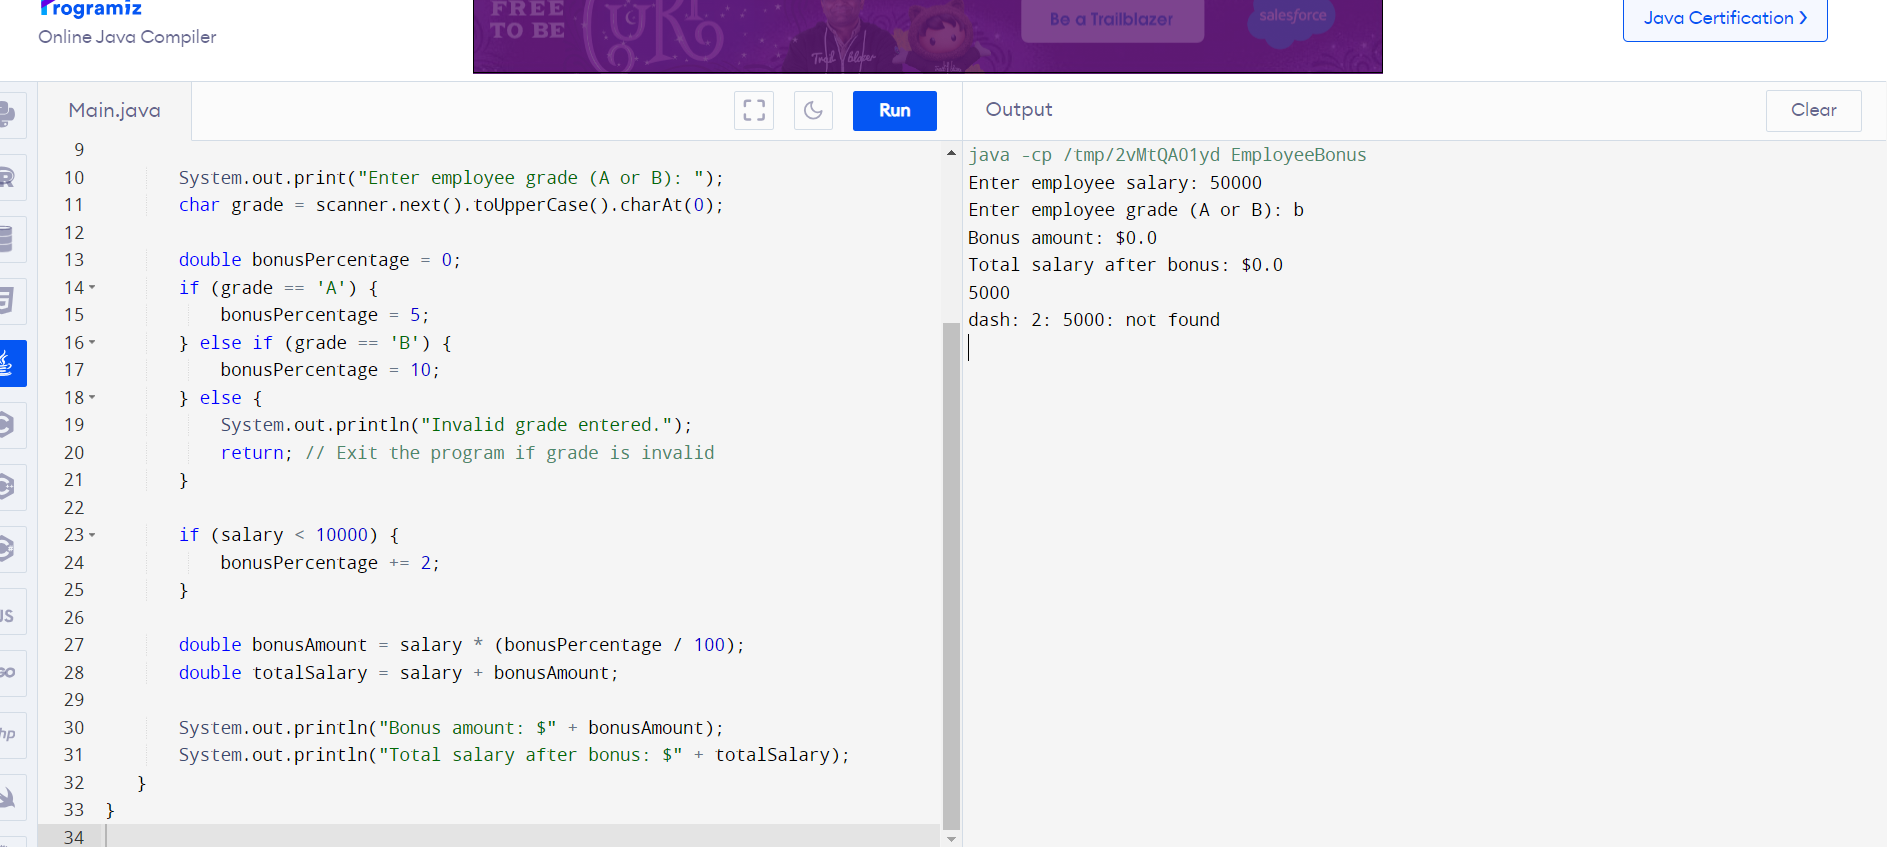 Programiz
Online Java Compiler
FREE
TO BE
Be a Trailblazer
salesforce
Java Certification
Main.java
Run
Output
Clear
9
10 System.out.print("Enter employee grade (A or B): ");
11 char grade = scanner.next().toUpperCase().charAt(0);
12
13 double bonusPercentage = 0;
14 if (grade == 'A') {
15 bonusPercentage = 5;
16 } else if (grade == 'B') {
17 bonusPercentage = 10;
18 } else {
19 System.out.println("Invalid grade entered.");
20 return; // Exit the program if grade is invalid
21 }
22
23 if (salary < 10000) {
24 bonusPercentage += 2;
25 }
26
27 double bonusAmount = salary * (bonusPercentage / 100);
28 double totalSalary = salary + bonusAmount;
29
30 System.out.println("Bonus amount: $" + bonusAmount);
31 System.out.println("Total salary after bonus: $" + totalSalary);
32 }
33 }
34
java -cp /tmp/2vMtQA01yd EmployeeBonus
Enter employee salary: 50000
Enter employee grade (A or B): b
Bonus amount: $0.0
Total salary after bonus: $0.0
5000
dash: 2: 5000: not found